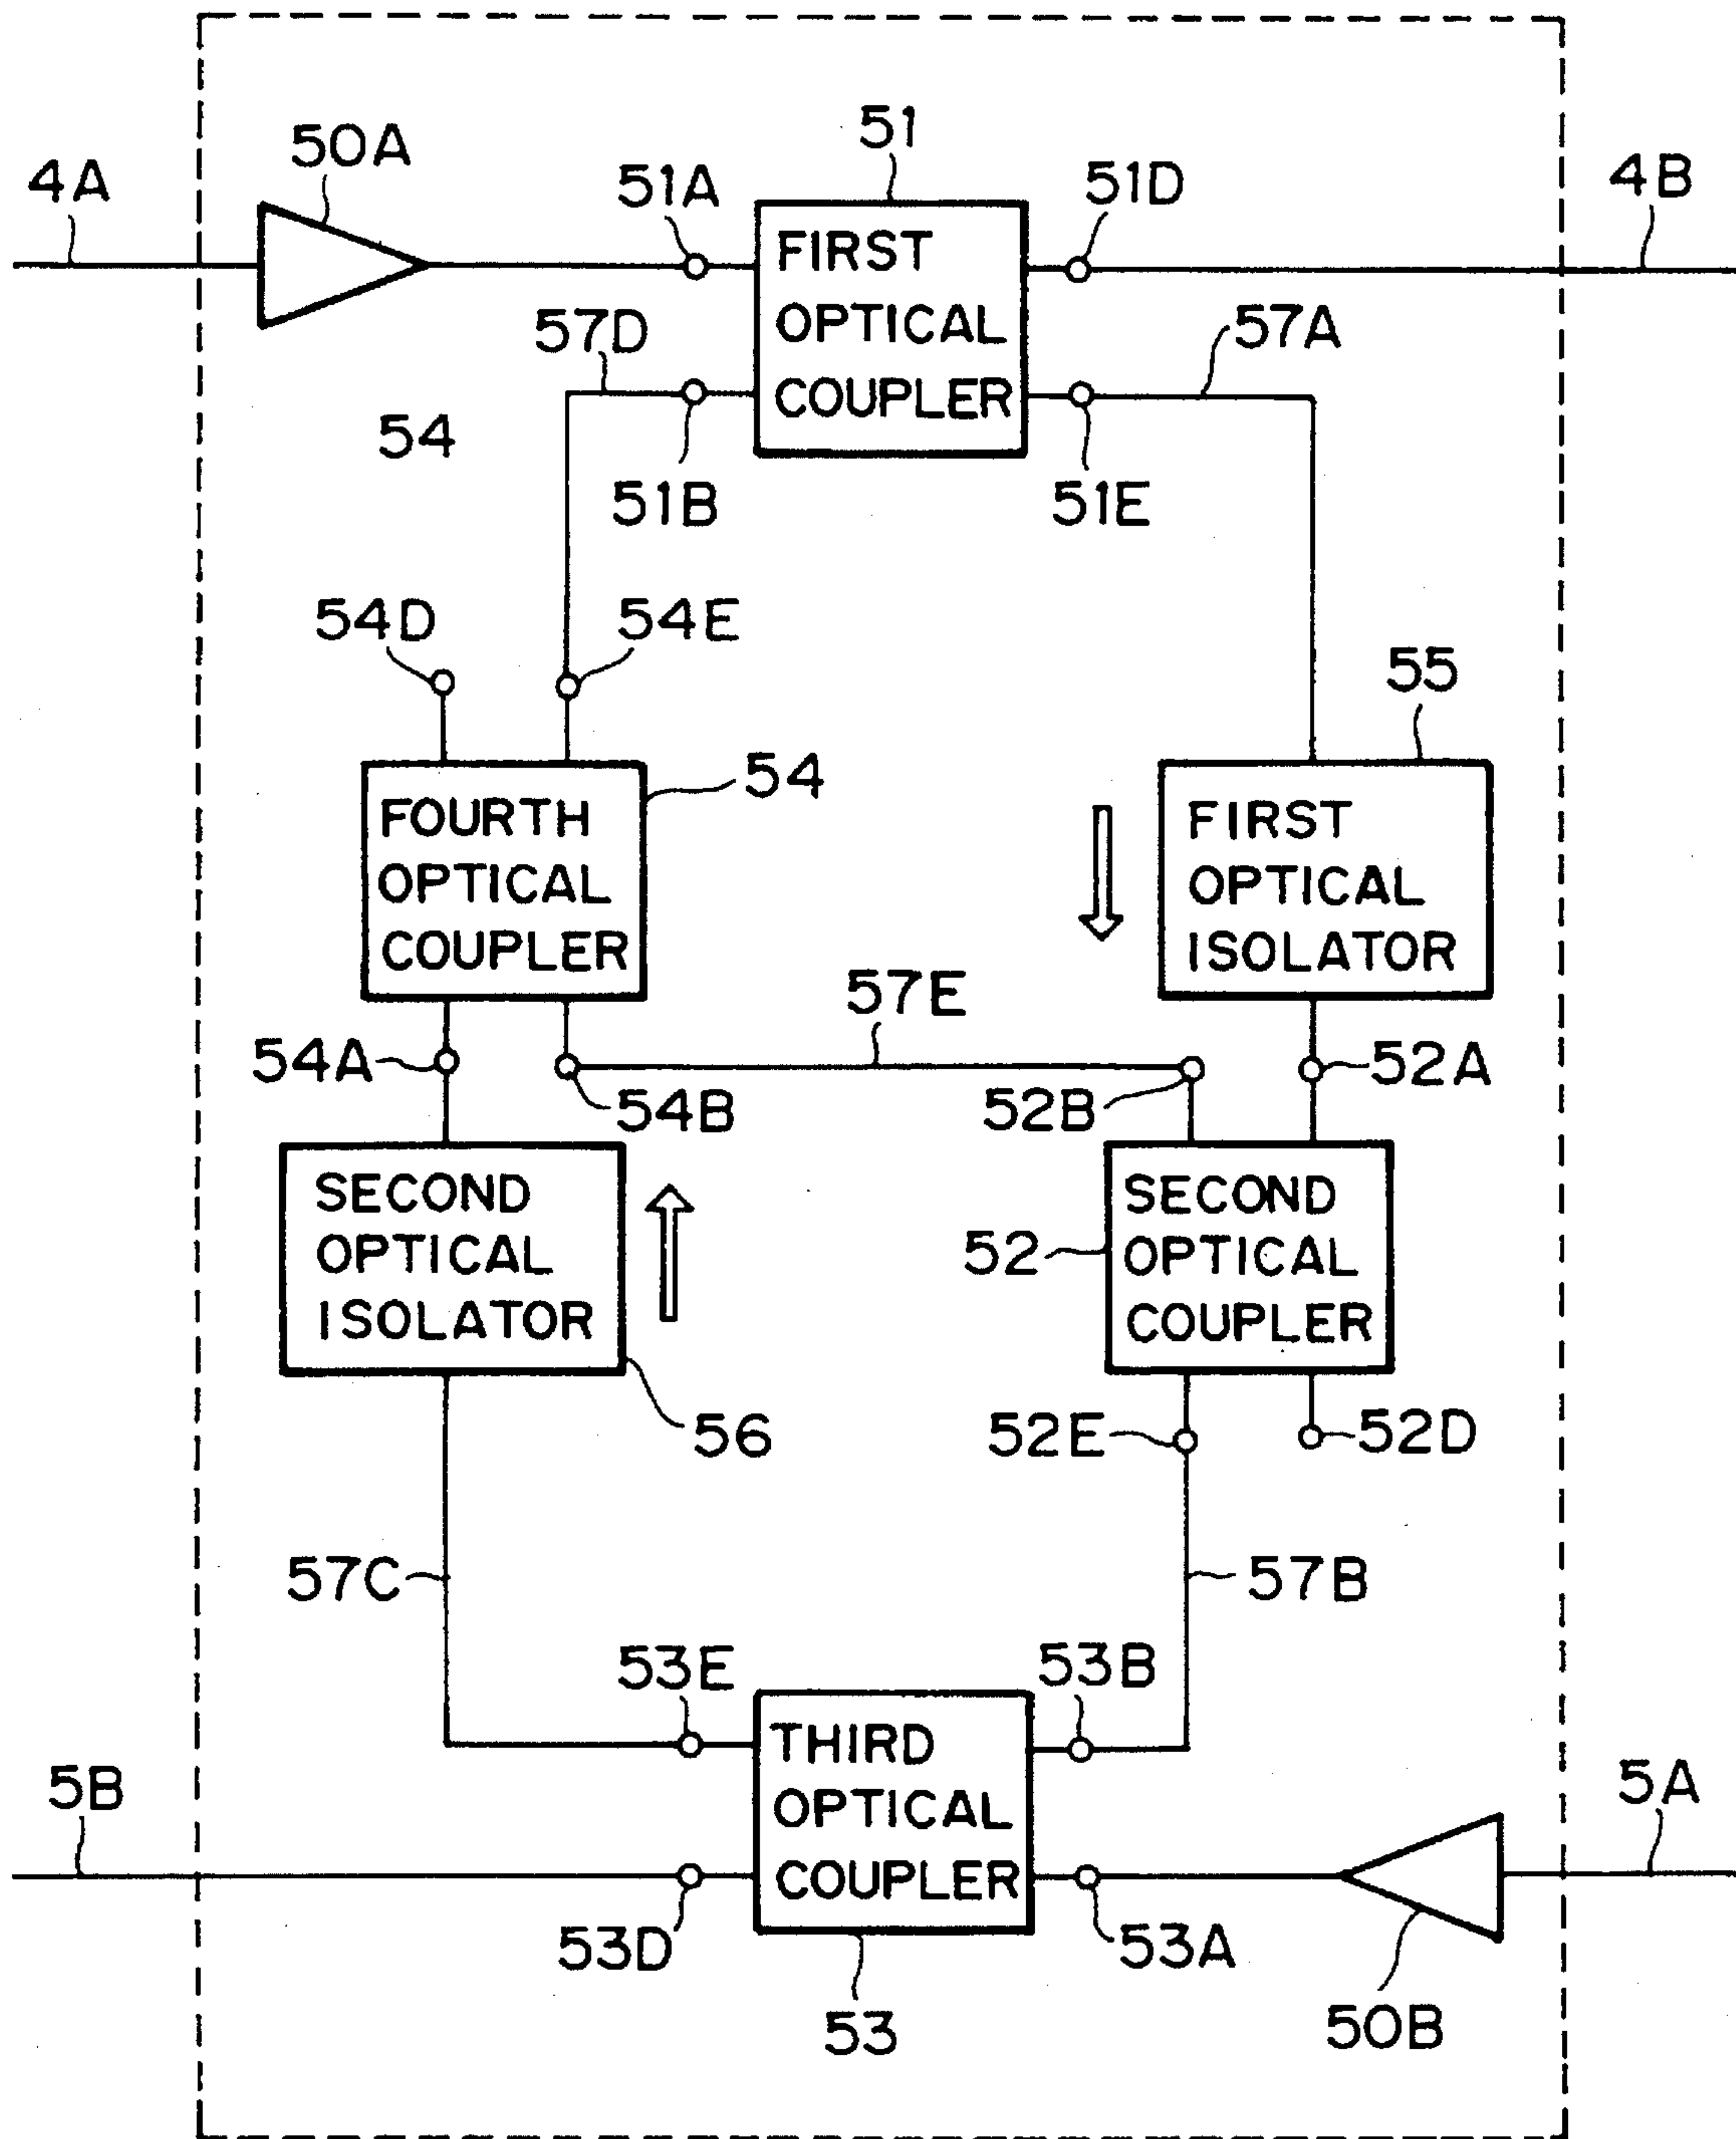 50A
51
4A
51A
51D
4B
FIRST
OPTICAL
COUPLER
57D
57A
54
51B
51E
54D
54E
55
54
FOURTH
OPTICAL
COUPLER
FIRST
OPTICAL
ISOLATOR
57E
54A
54B
52B
52A
SECOND
OPTICAL
ISOLATOR
52
SECOND
OPTICAL
COUPLER
56
52E
52D
57C
57B
53E
53B
THIRD
OPTICAL
COUPLER
5B
5A
53D
53A
53
50B